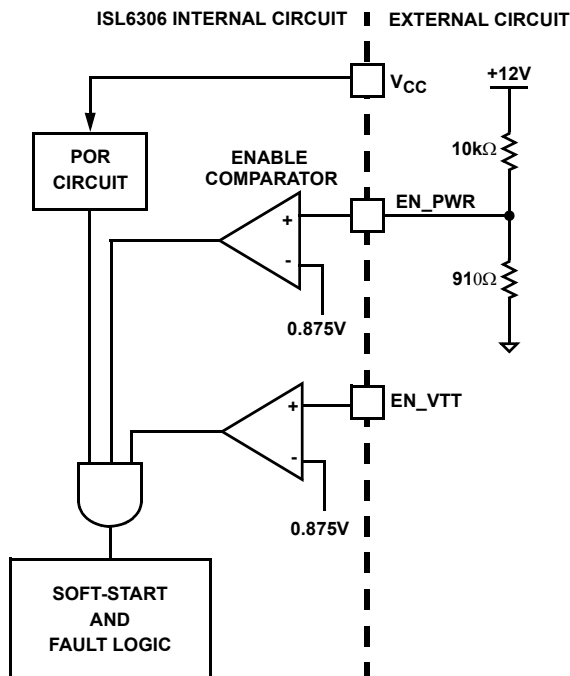 ISL6306 INTERNAL CIRCUIT
EXTERNAL CIRCUIT
VCC
+12V
POR
CIRCUIT
ENABLE
COMPARATOR
10kΩ
EN_PWR
+
-
910Ω
0.875V
EN_VTT
+
-
0.875V
SOFT-START
AND
FAULT LOGIC